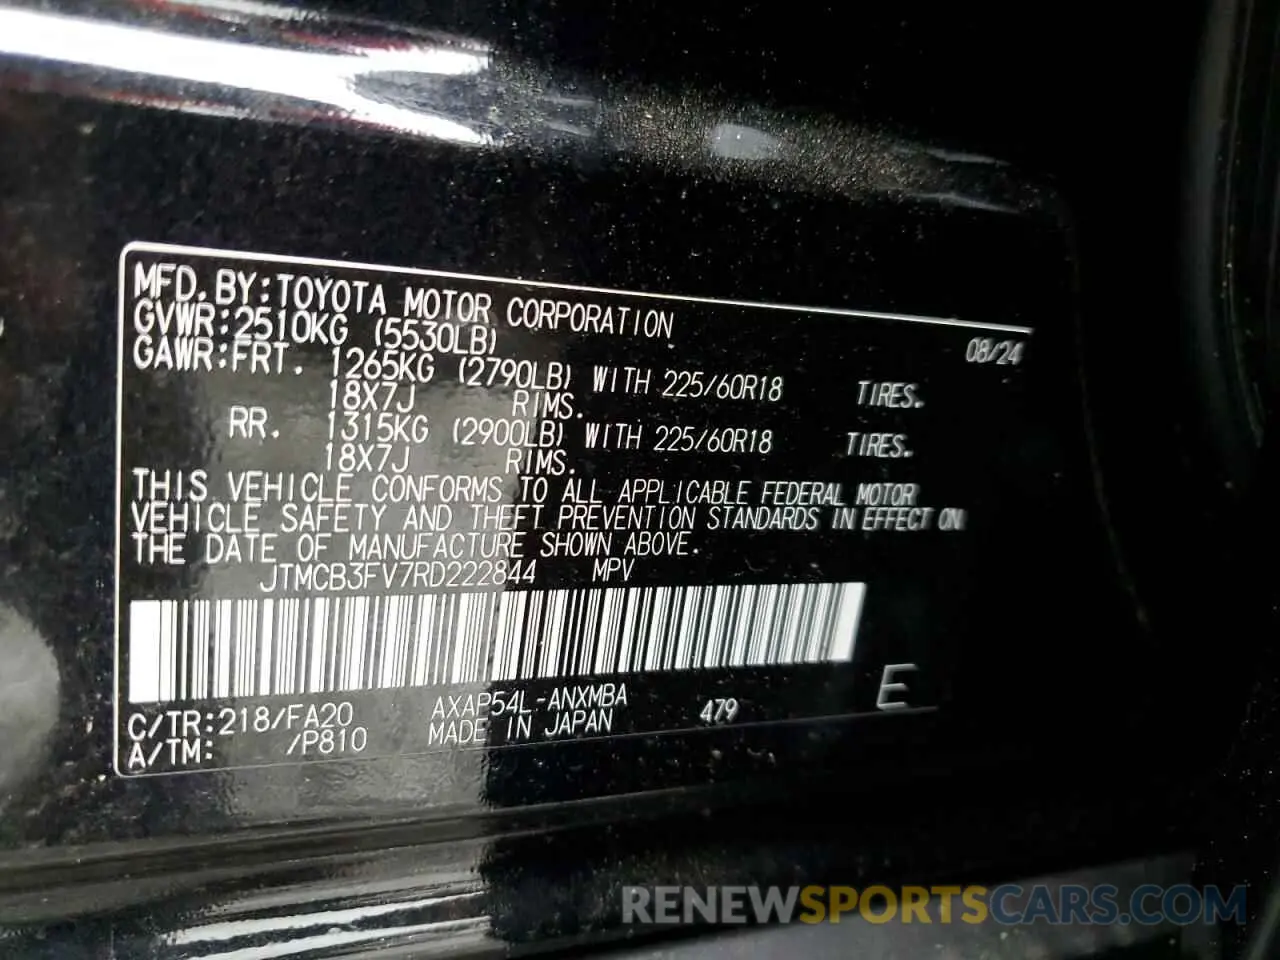 MFD. BY: TOYOTA MOTOR CORPORATION 08/24
GVWR: 2510KG (5530LB)
GAWR: FRT. 1265KG (2790LB) WITH 225/60R18 TIRES.
18X7J RIMS.
RR. 1315KG (2900LB) WITH 225/60R18 TIRES.
18X7J RIMS.
THIS VEHICLE CONFORMS TO ALL APPLICABLE FEDERAL MOTOR
VEHICLE SAFETY AND THEFT PREVENTION STANDARDS IN EFFECT ON
THE DATE OF MANUFACTURE SHOWN ABOVE.
JTMCB3FV7RD222844 MPV
E
C/TR: 218/FA20 AXAP54L-ANXMBA 479
A/TM: /P810 MADE IN JAPAN
RENEWSPORTSCARS.COM